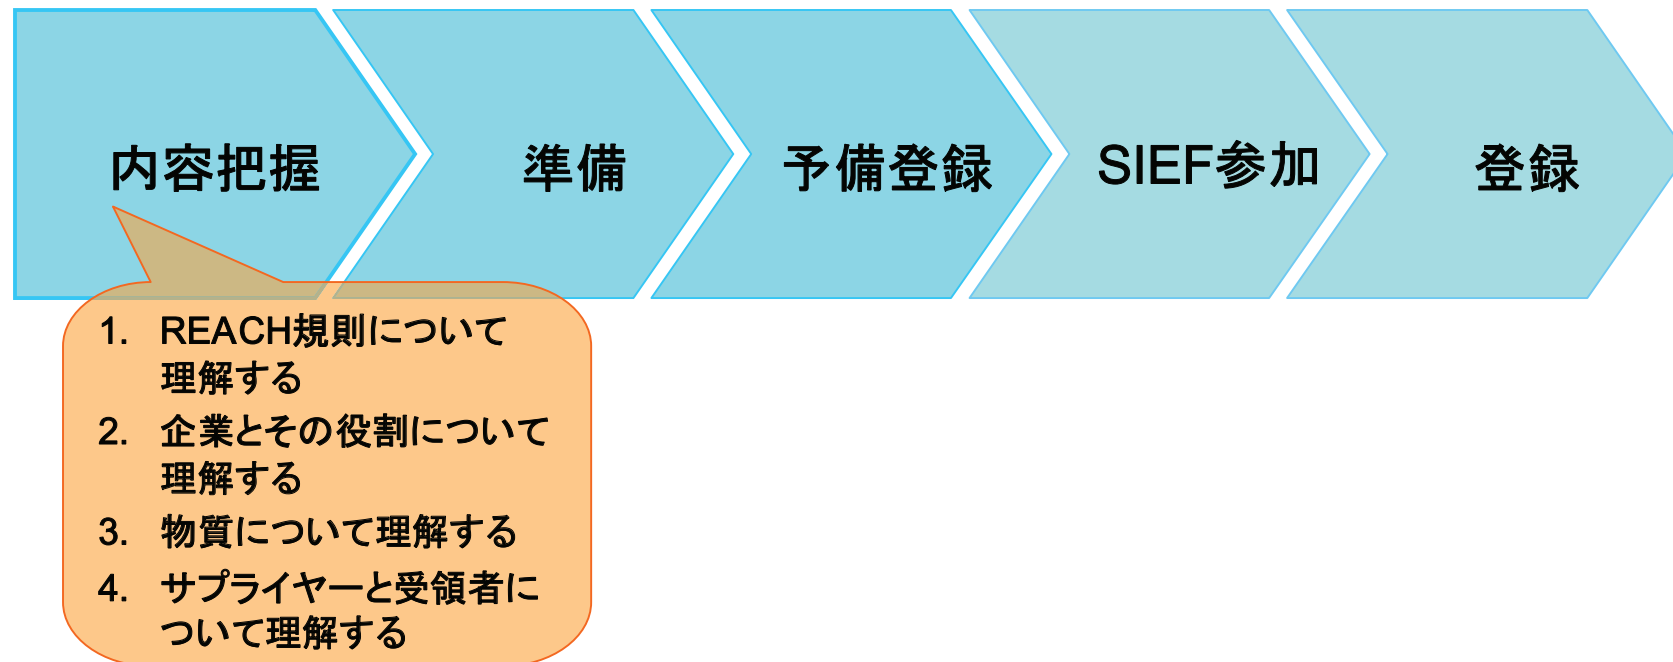 内容把握
準備
予備登録
SIEF参加
登録
1. REACH規則について
理解する
2. 企業とその役割について
理解する
3. 物質について理解する
4. サプライヤーと受領者に
ついて理解する